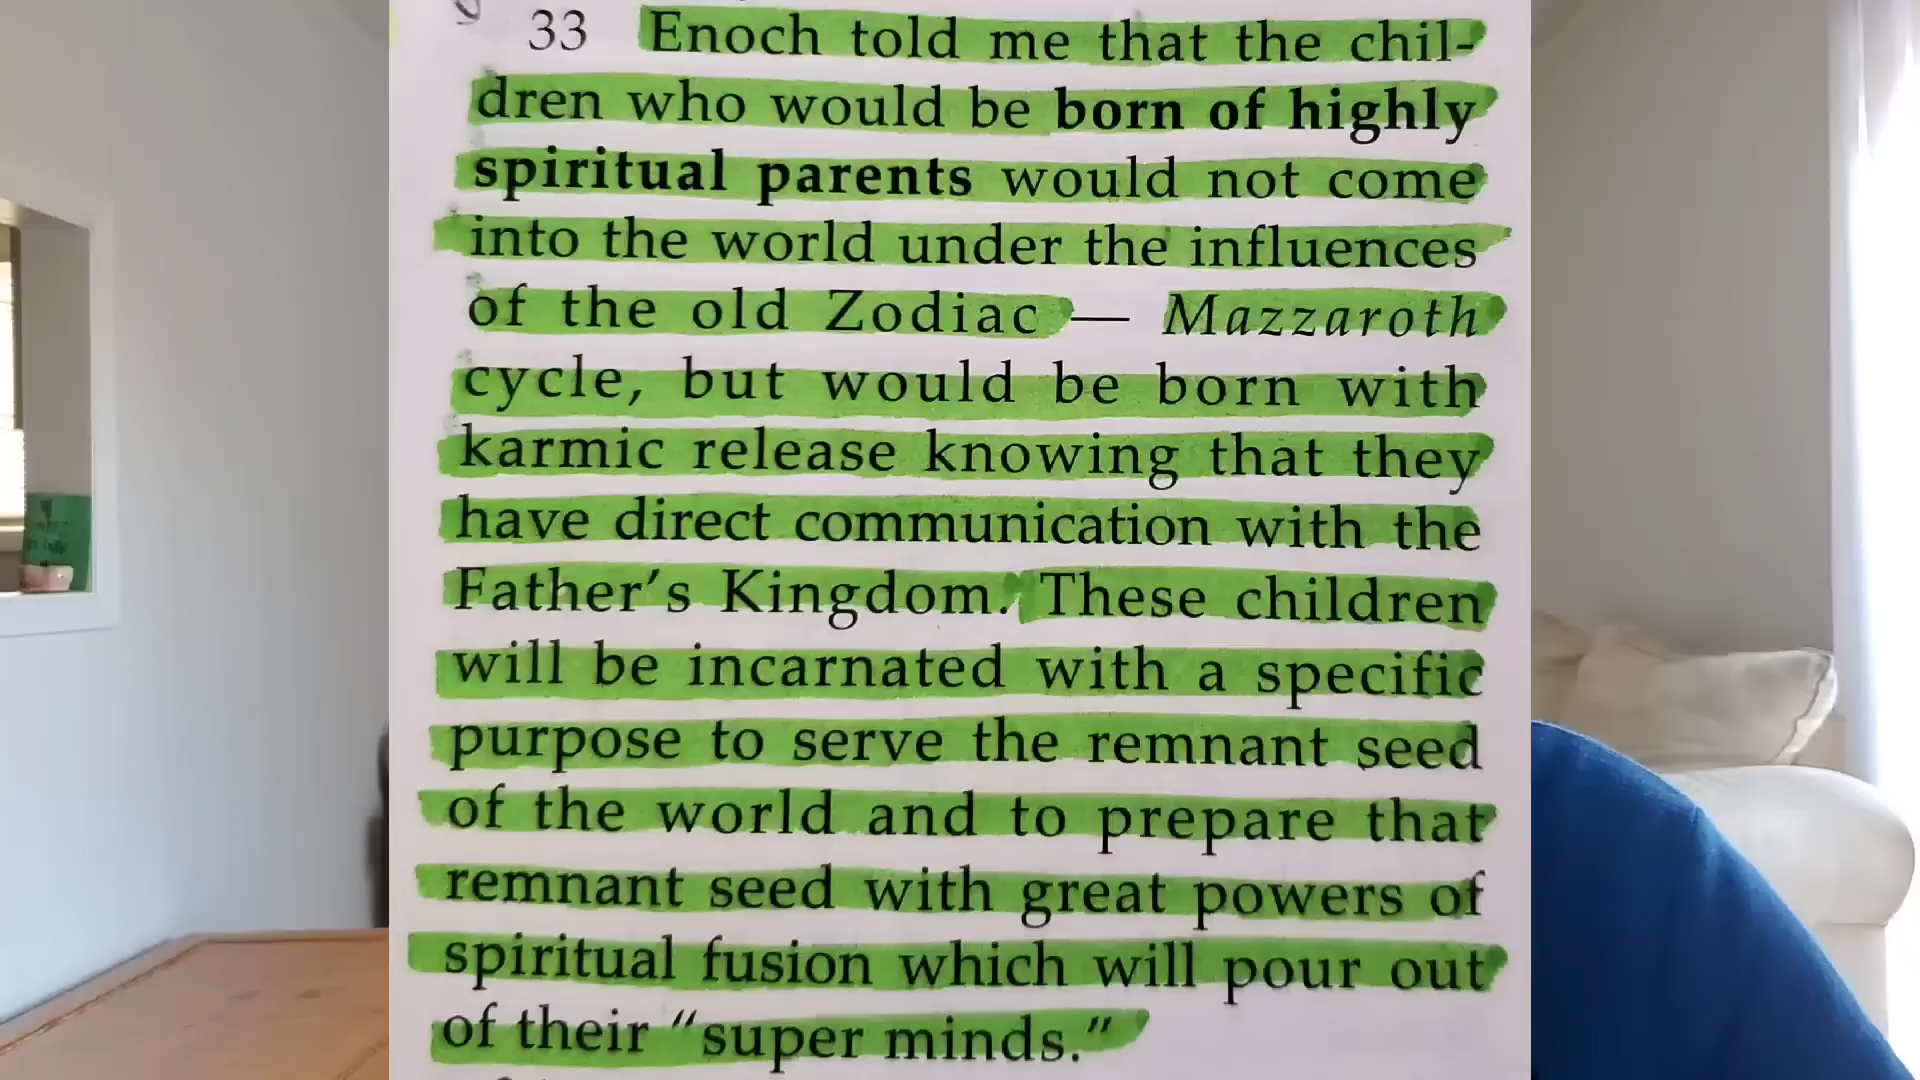 33 Enoch told me that the chil-
dren who would be born of highly
spiritual parents would not come
into the world under the influences
of the old Zodiac — Mazzaroth
cycle, but would be born with
karmic release knowing that they
have direct communication with the
Father's Kingdom. These children
will be incarnated with a specific
purpose to serve the remnant seed
of the world and to prepare that
remnant seed with great powers of
spiritual fusion which will pour out
of their “super minds.”